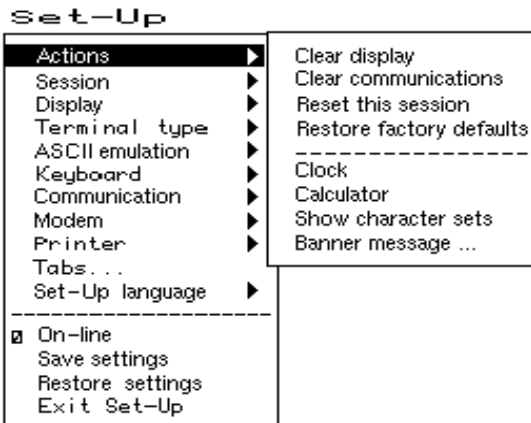 Set-Up
Actions
Session
Display
Terminal type
ASCII emulation
Keyboard
Communication
Modem
Printer
Tabs...
Set-Up language
On-line
Save settings
Restore settings
Exit Set-Up
Clear display
Clear communications
Reset this session
Restore factory defaults
Clock
Calculator
Show character sets
Banner message ...